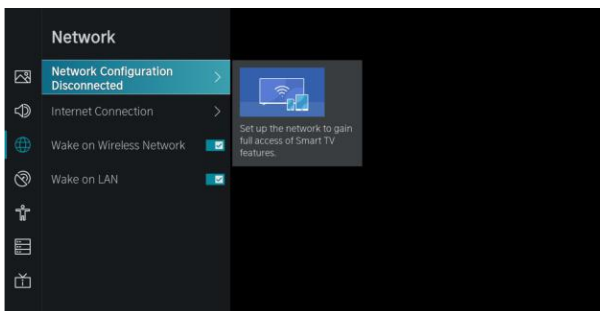 Network
Network Configuration
Disconnected
Internet Connection
Set up the network to gain
full access of Smart TV
features.
Wake on Wireless Network
Wake on LAN